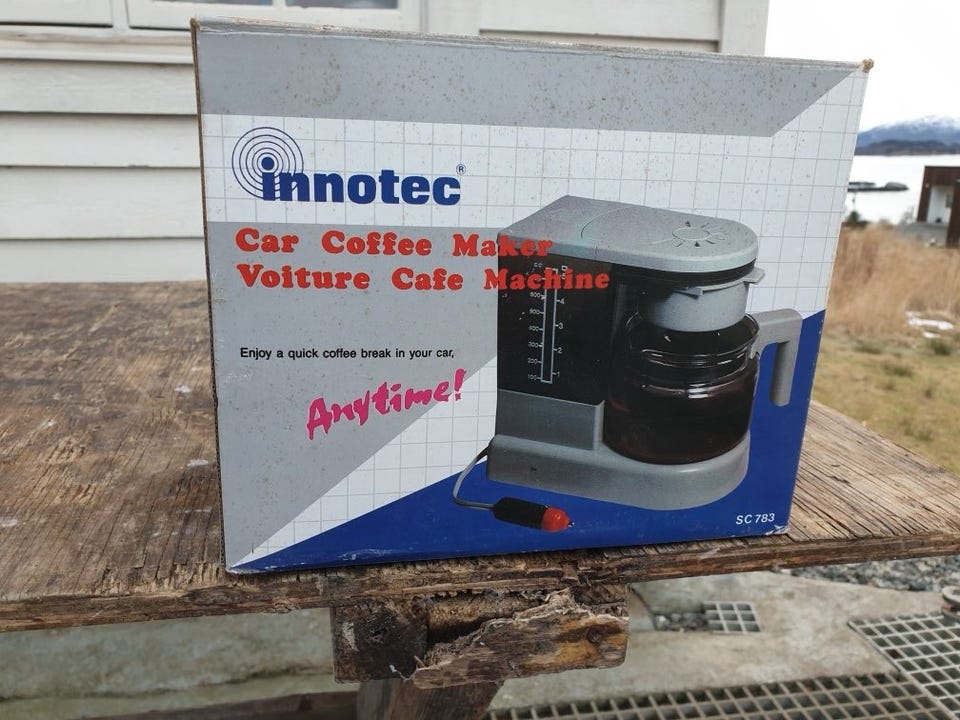 innotec®
Car Coffee Maker
Voiture Cafe Machine
Enjoy a quick coffee break in your car,
Anytime!
SC 783